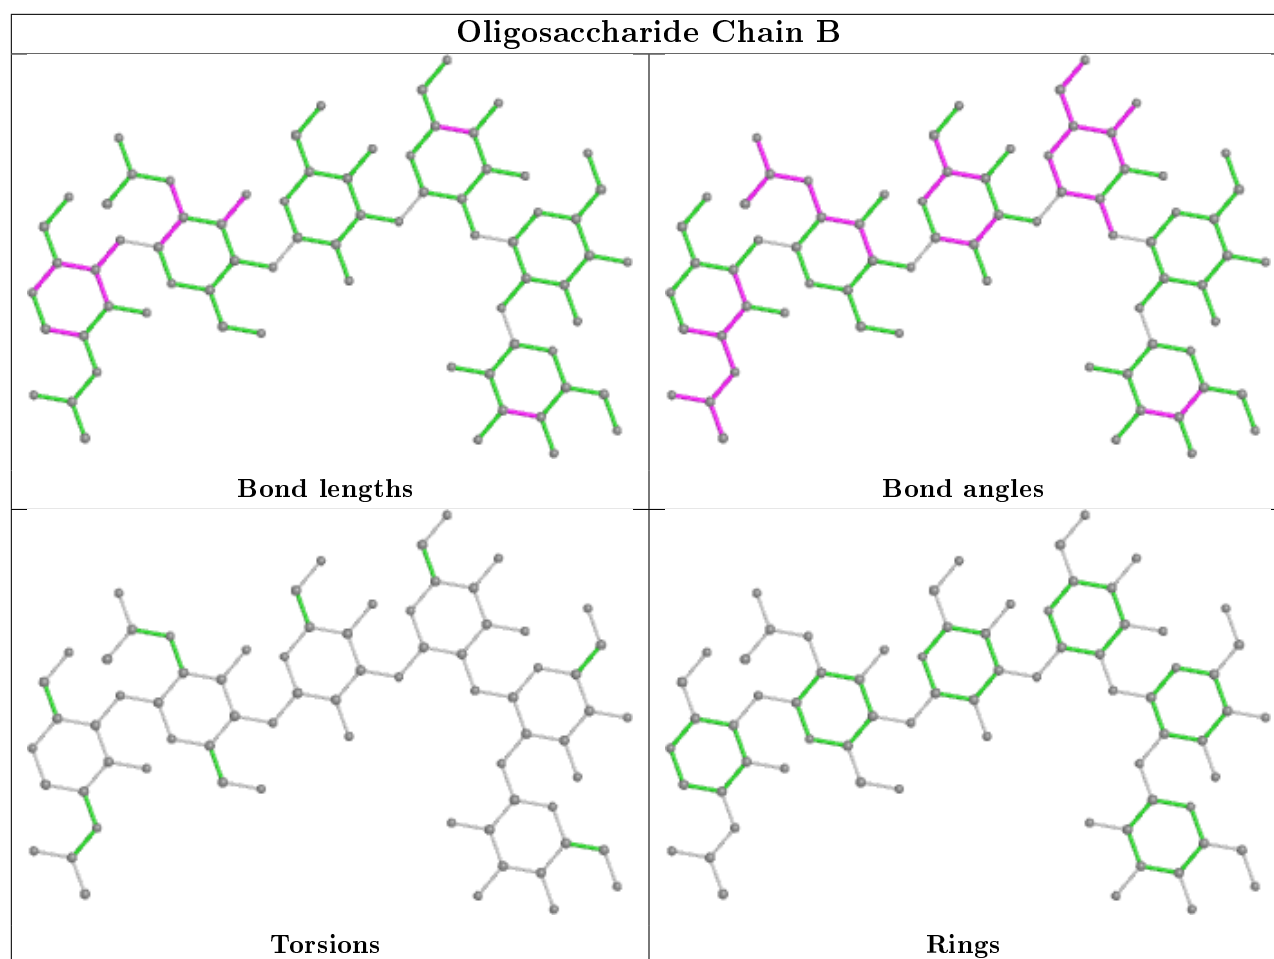 Oligosaccharide Chain B
Bond lengths
Bond angles
Torsions
Rings